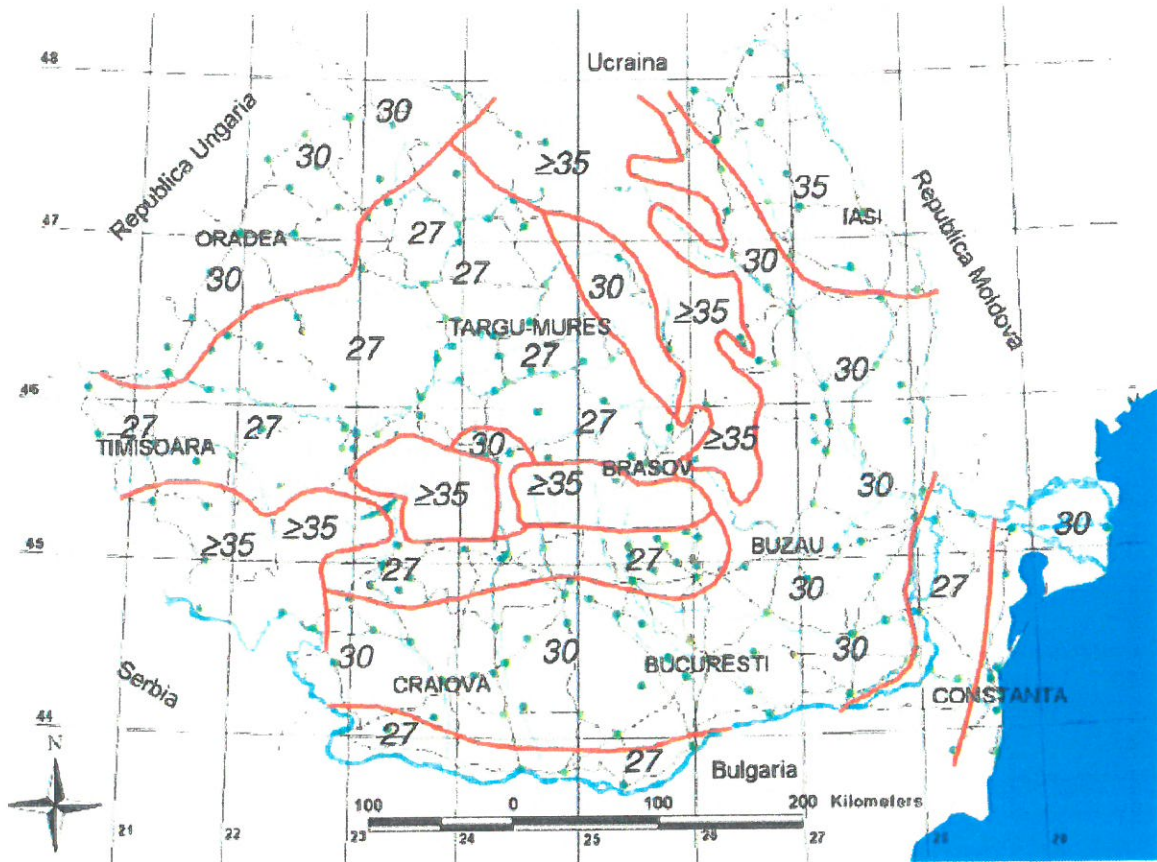 48
Ucraina
30
Republica Ungaria
30
≥35
Republica Moldova
47
35
IASI
ORADEA
27
30
30
27
30
≥35
TARGU-MURES
27
27
30
46
27
27
27
TIMISOARA
30
≥35
BRASOV
≥35
≥35
30
≥35
≥35
30
45
BUZAU
27
27
27
30
30
30
30
BUCURESTI
Serbia
CRAIOVA
CONSTANTA
44
N
27
27
Bulgaria
100 0 100 200 Kilometers
21 22 23 24 25 26 27 28